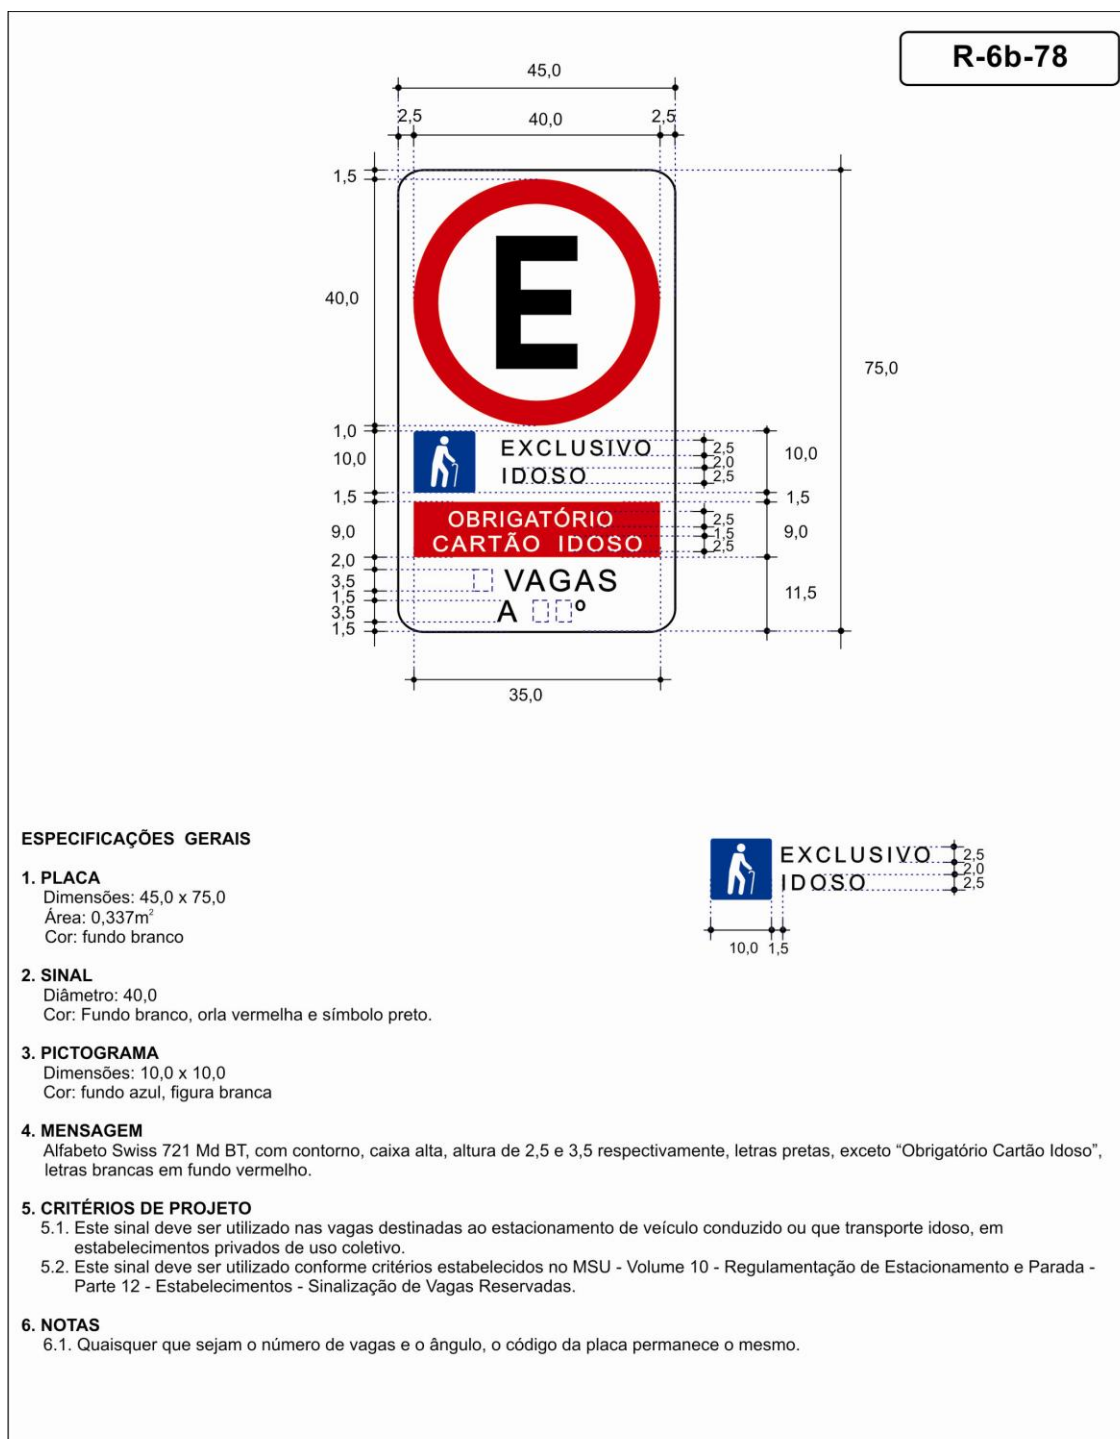 R-6b-78
45,0
2,5 40,0 2,5
1,5
40,0
75,0
E
1,0
10,0
EXCLUSIVO
IDOSO
2,5
2,0
2,5
10,0
1,5
1,5
9,0
OBRIGATÓRIO
CARTÃO IDOSO
2,5
1,5
2,5
9,0
2,0
3,5
1,5
3,5
1,5
VAGAS
A º
11,5
35,0
ESPECIFICAÇÕES GERAIS
EXCLUSIVO
IDOSO
2,5
2,0
2,5
10,0 1,5
1. PLACA
Dimensões: 45,0 x 75,0
Área: 0,337m²
Cor: fundo branco
2. SINAL
Diâmetro: 40,0
Cor: Fundo branco, orla vermelha e símbolo preto.
3. PICTOGRAMA
Dimensões: 10,0 x 10,0
Cor: fundo azul, figura branca
4. MENSAGEM
Alfabeto Swiss 721 Md BT, com contorno, caixa alta, altura de 2,5 e 3,5 respectivamente, letras pretas, exceto “Obrigatório Cartão Idoso”,
letras brancas em fundo vermelho.
5. CRITÉRIOS DE PROJETO
5.1. Este sinal deve ser utilizado nas vagas destinadas ao estacionamento de veículo conduzido ou que transporte idoso, em
estabelecimentos privados de uso coletivo.
5.2. Este sinal deve ser utilizado conforme critérios estabelecidos no MSU - Volume 10 - Regulamentação de Estacionamento e Parada -
Parte 12 - Estabelecimentos - Sinalização de Vagas Reservadas.
6. NOTAS
6.1. Quaisquer que sejam o número de vagas e o ângulo, o código da placa permanece o mesmo.